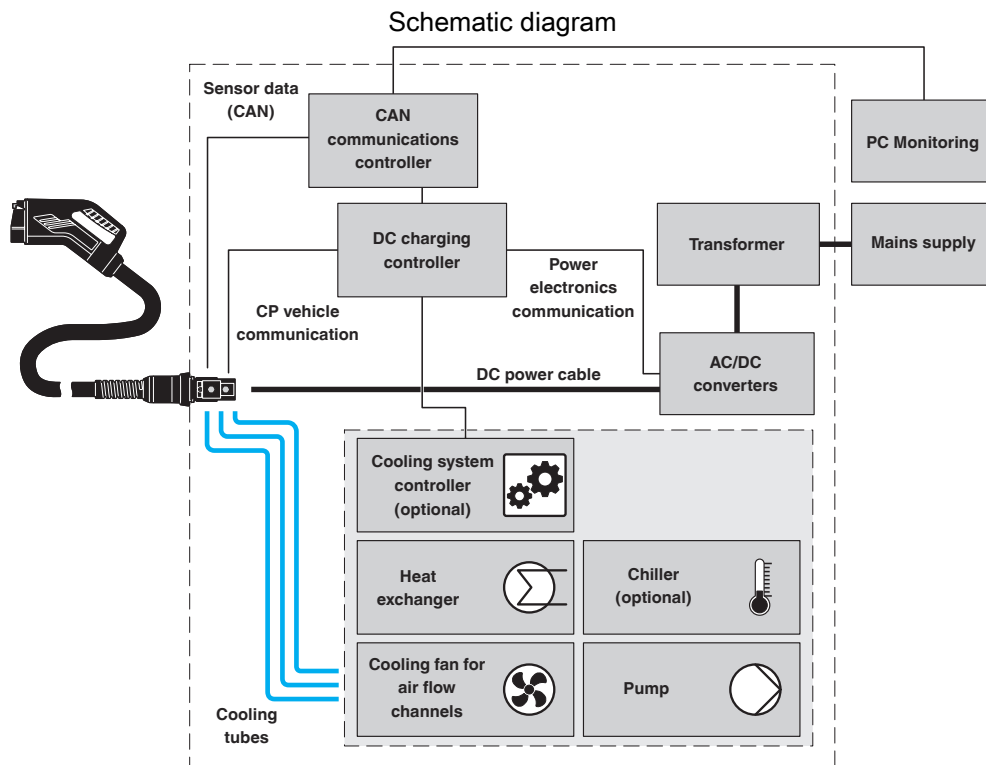 Schematic diagram
Sensor data
(CAN)
CAN
communications
controller
PC Monitoring
DC charging
controller
Transformer
Mains supply
Power
electronics
communication
CP vehicle
communication
AC/DC
converters
DC power cable
Cooling system
controller
(optional)
Heat
exchanger
Chiller
(optional)
Cooling fan for
air flow
channels
Pump
Cooling
tubes